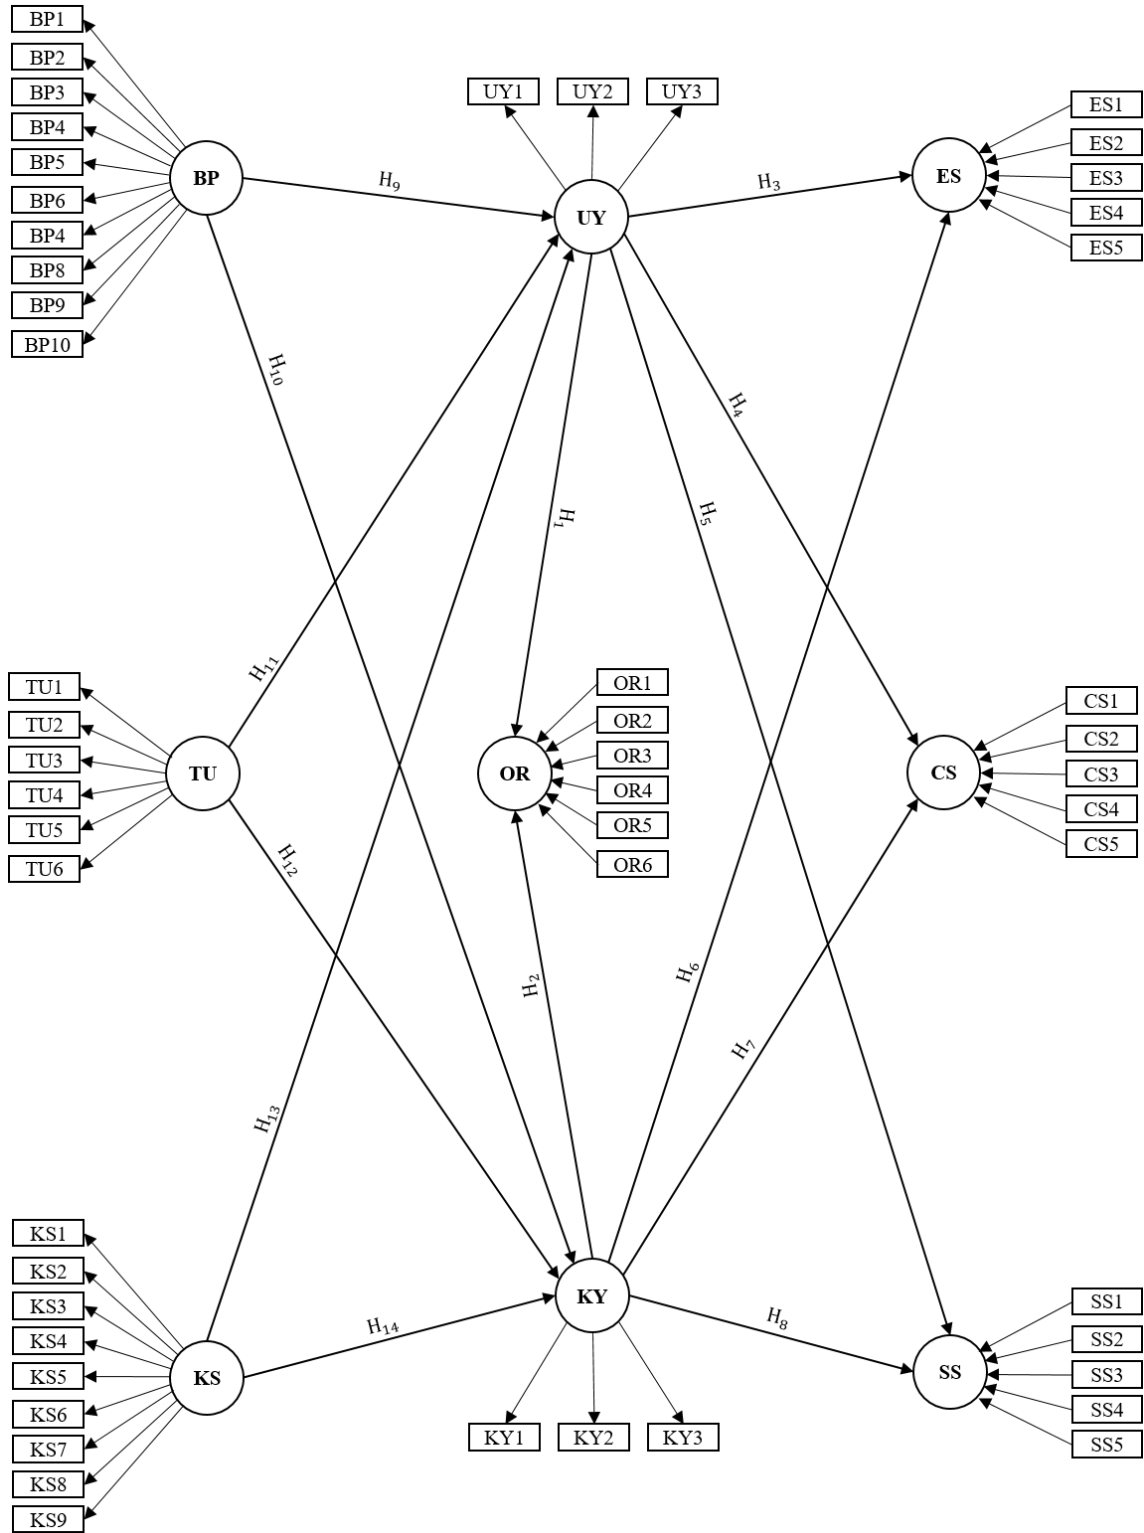 BP1
BP2
BP3
BP4
BP5
BP6
BP4
BP8
BP9
BP10
BP
H9
H10
UY1
UY2
UY3
UY
H3
ES
ES1
ES2
ES3
ES4
ES5
H4
H5
H1
H11
TU1
TU2
TU3
TU4
TU5
TU6
TU
H12
OR
OR1
OR2
OR3
OR4
OR5
OR6
CS
CS1
CS2
CS3
CS4
CS5
H2
H6
H7
H13
KS1
KS2
KS3
KS4
KS5
KS6
KS7
KS8
KS9
KS
H14
KY
KY1
KY2
KY3
H8
SS
SS1
SS2
SS3
SS4
SS5